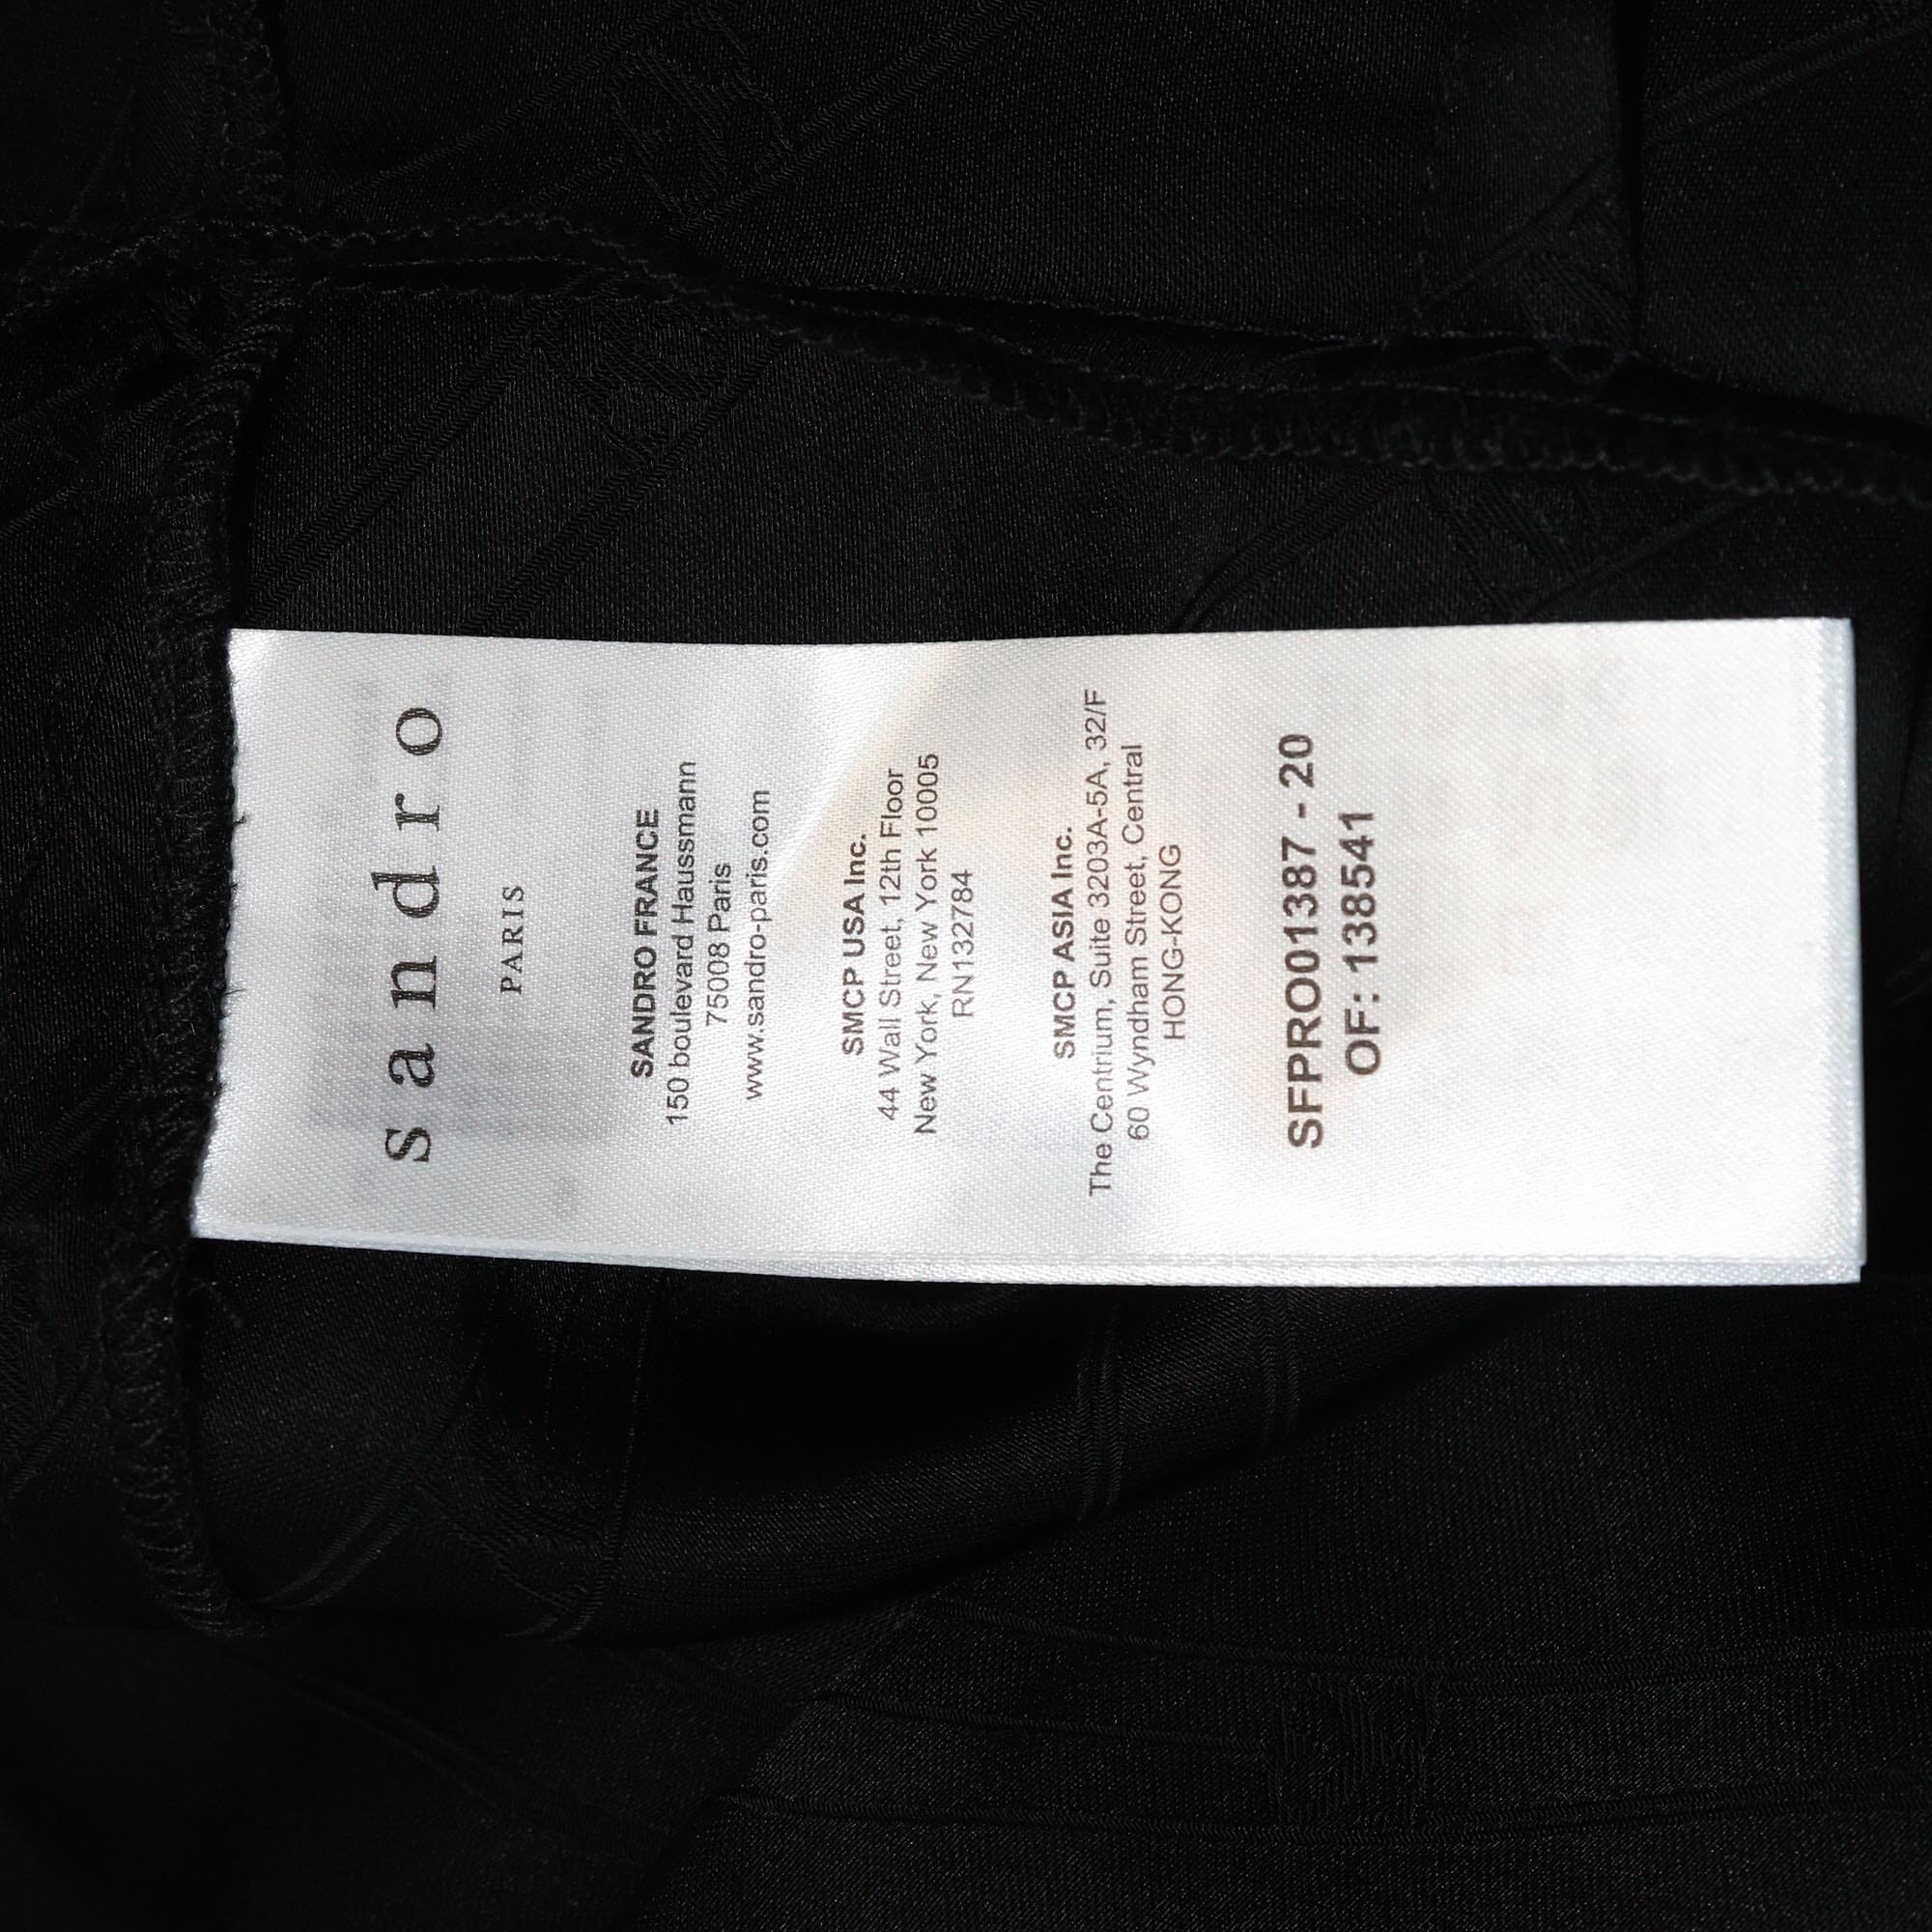 sandro
PARIS
SANDRO FRANCE
150 boulevard Haussmann
75008 Paris
www.sandro-paris.com
SMCP USA Inc.
44 Wall Street, 12th Floor
New York, New York 10005
RN132784
SMCP ASIA Inc.
The Centrium, Suite 3203A-5A, 32/F
60 Wyndham Street, Central
HONG-KONG
SFPRO01387 - 20
OF: 138541